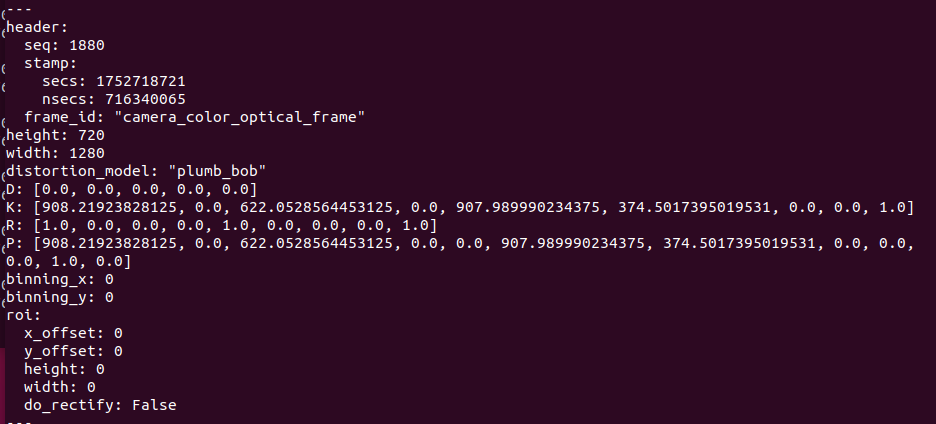 ---
header:
  seq: 1880
  stamp:
    secs: 1752718721
    nsecs: 716340065
  frame_id: "camera_color_optical_frame"
height: 720
width: 1280
distortion_model: "plumb_bob"
D: [0.0, 0.0, 0.0, 0.0, 0.0]
K: [908.21923828125, 0.0, 622.0528564453125, 0.0, 907.989990234375, 374.5017395019531, 0.0, 0.0, 1.0]
R: [1.0, 0.0, 0.0, 0.0, 1.0, 0.0, 0.0, 0.0, 1.0]
P: [908.21923828125, 0.0, 622.0528564453125, 0.0, 0.0, 907.989990234375, 374.5017395019531, 0.0, 0.0,
0.0, 1.0, 0.0]
binning_x: 0
binning_y: 0
roi:
  x_offset: 0
  y_offset: 0
  height: 0
  width: 0
  do_rectify: False
---